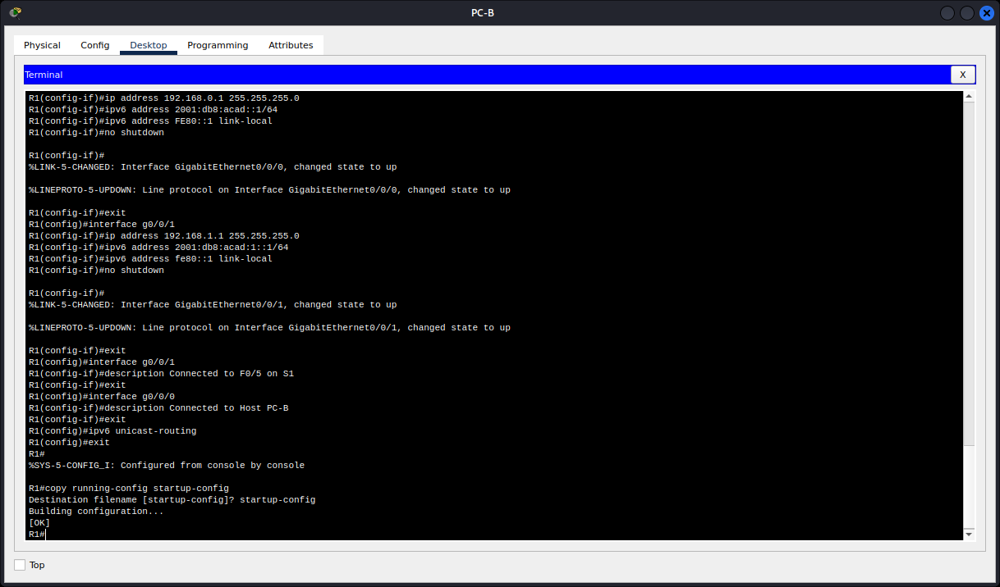 PC-B
Physical Config Desktop Programming Attributes
Terminal X
R1(config-if)#ip address 192.168.0.1 255.255.255.0
R1(config-if)#ipv6 address 2001:db8:acad::1/64
R1(config-if)#ipv6 address FE80::1 link-local
R1(config-if)#no shutdown
R1(config-if)#
%LINK-5-CHANGED: Interface GigabitEthernet0/0/0, changed state to up
%LINEPROTO-5-UPDOWN: Line protocol on Interface GigabitEthernet0/0/0, changed state to up
R1(config-if)#exit
R1(config)#interface g0/0/1
R1(config-if)#ip address 192.168.1.1 255.255.255.0
R1(config-if)#ipv6 address 2001:db8:acad:1::1/64
R1(config-if)#ipv6 address fe80::1 link-local
R1(config-if)#no shutdown
R1(config-if)#
%LINK-5-CHANGED: Interface GigabitEthernet0/0/1, changed state to up
%LINEPROTO-5-UPDOWN: Line protocol on Interface GigabitEthernet0/0/1, changed state to up
R1(config-if)#exit
R1(config)#interface g0/0/1
R1(config-if)#description Connected to F0/5 on S1
R1(config-if)#exit
R1(config)#interface g0/0/0
R1(config-if)#description Connected to Host PC-B
R1(config-if)#exit
R1(config)#ipv6 unicast-routing
R1(config)#exit
R1#
%SYS-5-CONFIG_I: Configured from console by console
R1#copy running-config startup-config
Destination filename [startup-config]? startup-config
Building configuration...
[OK]
R1#
Top